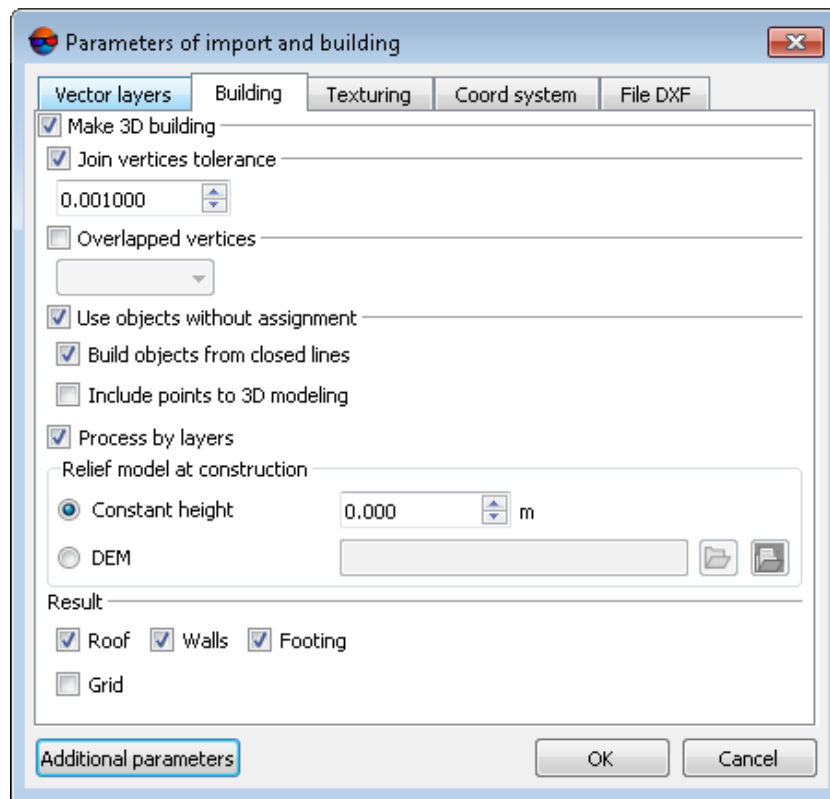 Parameters of import and building
Vector layers Building Texturing Coord system File DXF
Make 3D building
Join vertices tolerance
0.001000
Overlapped vertices
Use objects without assignment
Build objects from closed lines
Include points to 3D modeling
Process by layers
Relief model at construction
Constant height 0.000 m
DEM
Result
Roof Walls Footing
Grid
Additional parameters OK Cancel